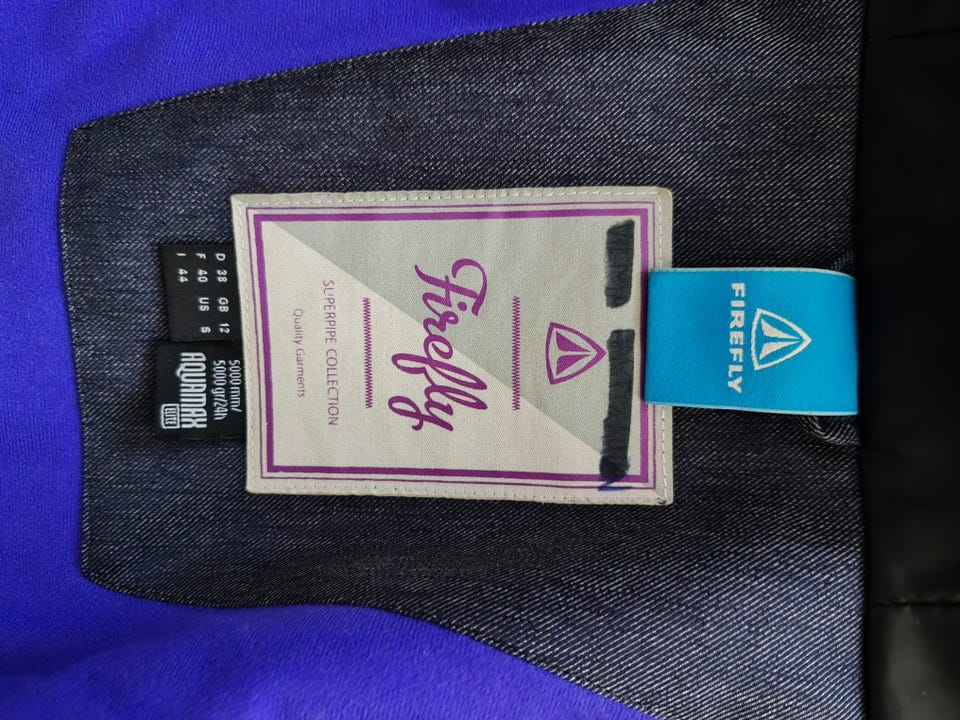 FIREFLY
Firefly
SUPERPIPE COLLECTION
Quality Garments
D 38 GB 12
F 40 US S
I 44
5000 mm/
5000 gr/24h
AQUAMAX
ELITE